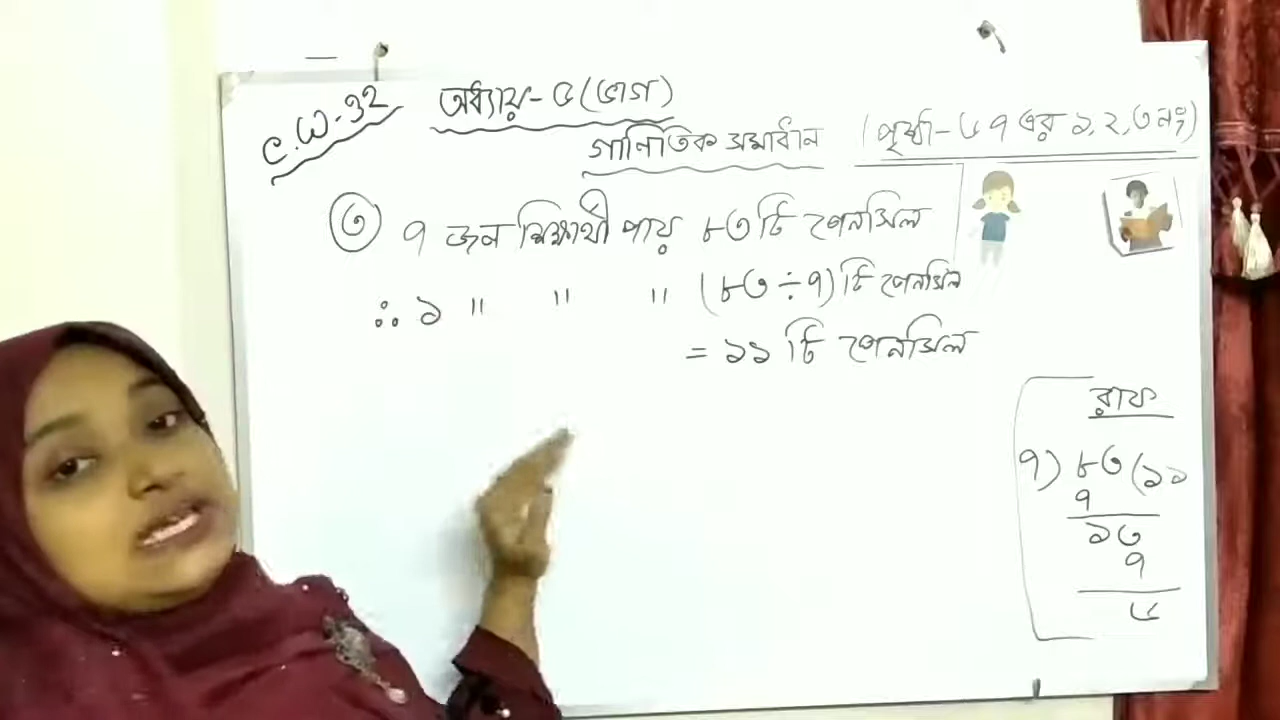 C.W-32
অধ্যায়-৫(ভাগ)
গাণিতিক সমাধান (পৃষ্ঠা-৬৭ এর ১,২,৩নং)
৩ ৭ জন শিক্ষার্থী পায় ৮৩টি পেনসিল
∴ ১ " " " (৮৩÷৭)টি পেনসিল
= ১১ টি পেনসিল
রাফ
৭) ৮৩ (১১
৭
১৩
৭
৬